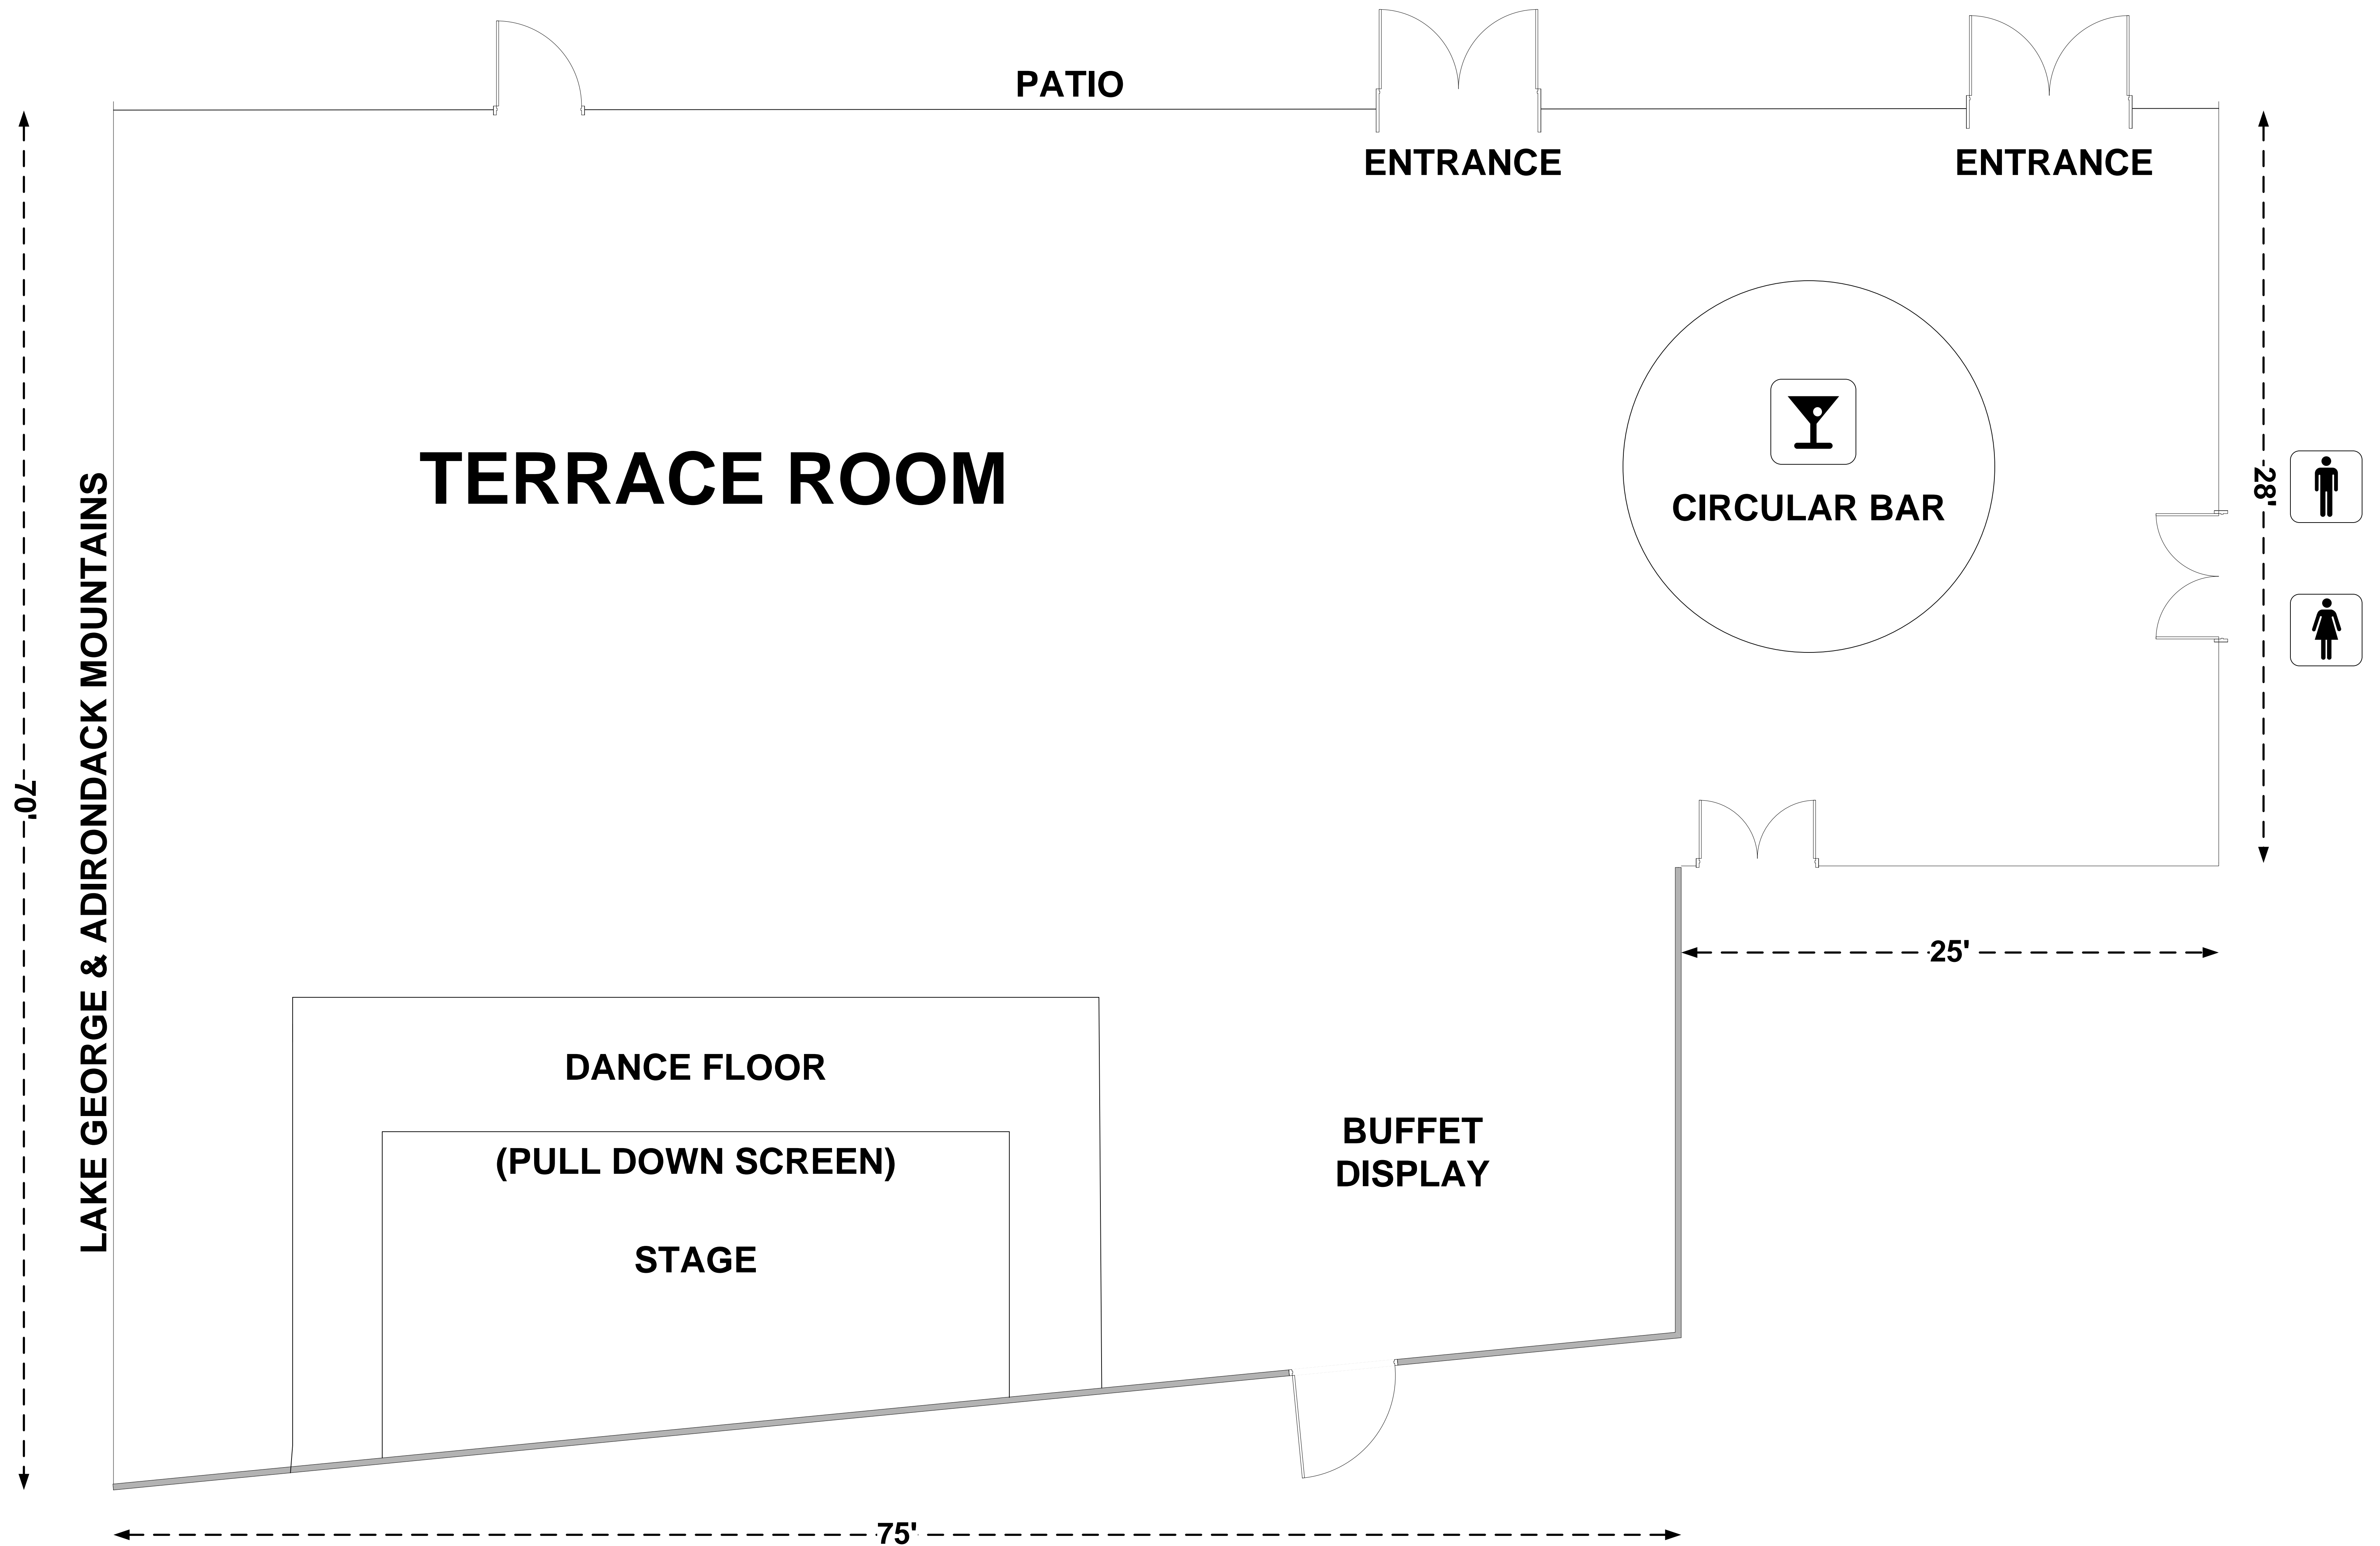 PATIO
ENTRANCE
ENTRANCE
TERRACE ROOM
CIRCULAR BAR
28'
LAKE GEORGE & ADIRONDACK MOUNTAINS
70'
25'
DANCE FLOOR
(PULL DOWN SCREEN)
STAGE
BUFFET
DISPLAY
75'